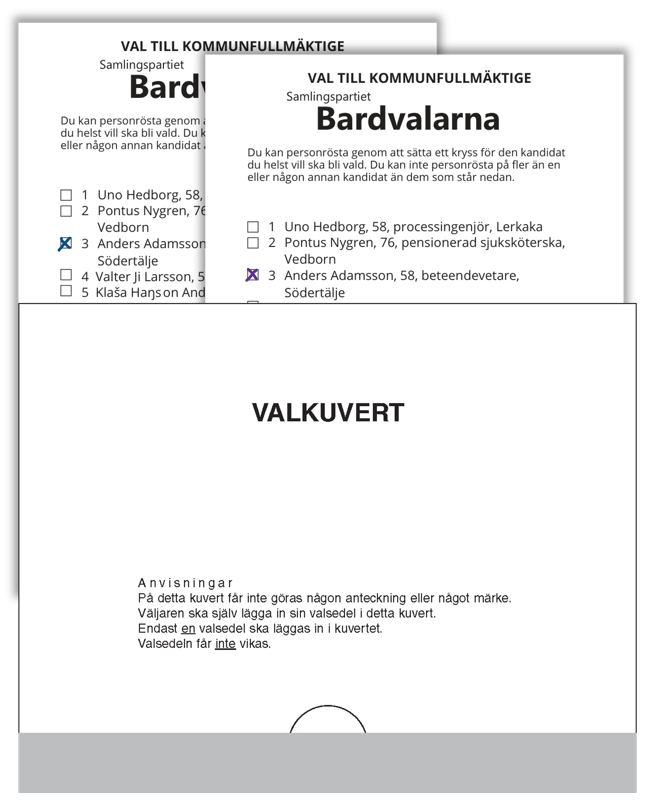 VAL TILL KOMMUNFULLMÄKTIGE
Samlingspartiet
Bardv
Du kan personrösta genom a
du helst vill ska bli vald. Du k
eller någon annan kandidat
1 Uno Hedborg, 58,
2 Pontus Nygren, 76
Vedborn
3 Anders Adamsson
Södertälje
4 Valter Ji Larsson, 5
5 And
VAL TILL KOMMUNFULLMÄKTIGE
Samlingspartiet
Bardvalarna
Du kan personrösta genom att sätta ett kryss för den kandidat
du helst vill ska bli vald. Du kan inte personrösta på fler än en
eller någon annan kandidat än dem som står nedan.
1 Uno Hedborg, 58, processingenjör, Lerkaka
2 Pontus Nygren, 76, pensionerad sjuksköterska,
Vedborn
3 Anders Adamsson, 58, beteendevetare,
Södertälje
VALKUVERT
Anvisningar
På detta kuvert får inte göras någon anteckning eller något märke.
Väljaren ska själv lägga in sin valsedel i detta kuvert.
Endast en valsedel ska läggas in i kuvertet.
Valsedeln får inte vikas.